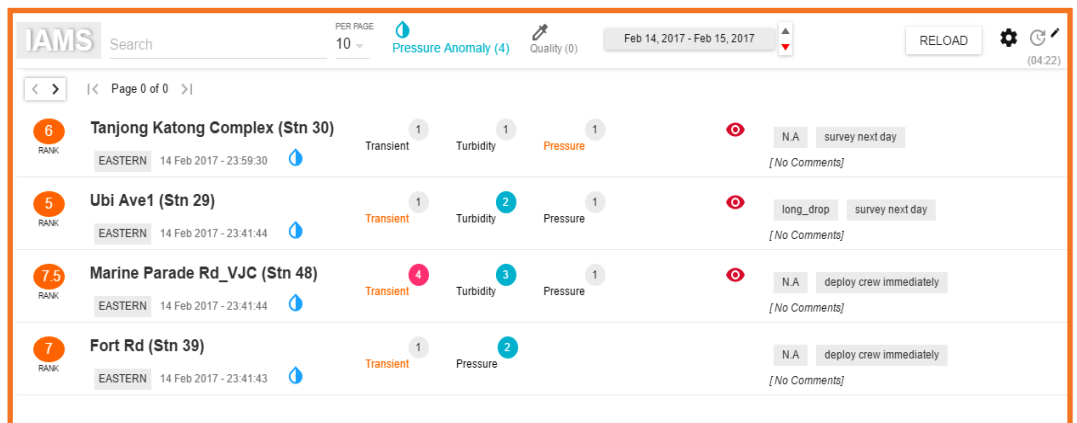 IAMS Search PER PAGE 10 Pressure Anomaly (4) Quality (0) Feb 14, 2017 - Feb 15, 2017 RELOAD (04:22)
Page 0 of 0
6 RANK Tanjong Katong Complex (Stn 30) Transient 1 Turbidity 1 Pressure 1 N.A survey next day
EASTERN 14 Feb 2017 - 23:59:30 [No Comments]
5 RANK Ubi Ave1 (Stn 29) Transient 1 Turbidity 2 Pressure 1 long_drop survey next day
EASTERN 14 Feb 2017 - 23:41:44 [No Comments]
7.5 RANK Marine Parade Rd_VJC (Stn 48) Transient 4 Turbidity 3 Pressure 1 N.A deploy crew immediately
EASTERN 14 Feb 2017 - 23:41:44 [No Comments]
7 RANK Fort Rd (Stn 39) Transient 1 Pressure 2 N.A deploy crew immediately
EASTERN 14 Feb 2017 - 23:41:43 [No Comments]